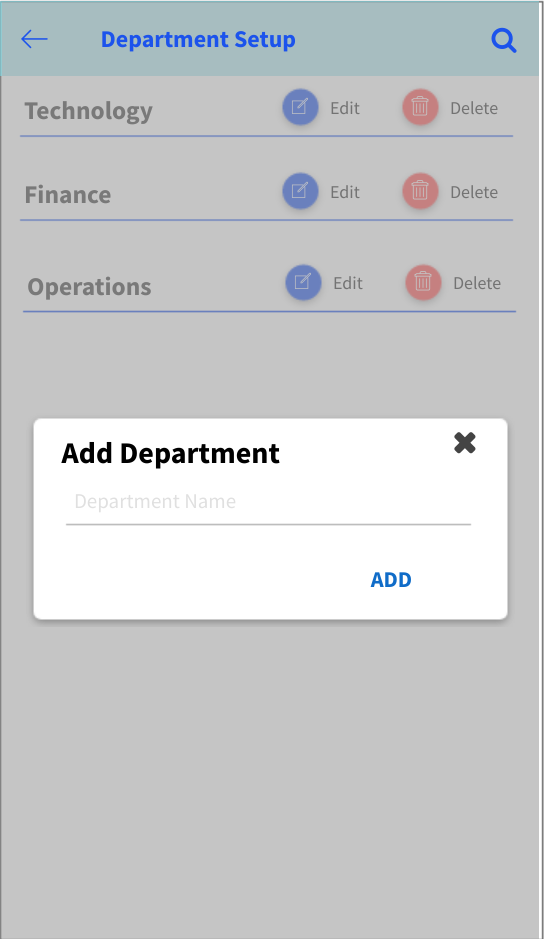 Department Setup
Technology Edit Delete
Finance Edit Delete
Operations Edit Delete
Add Department
Department Name
ADD